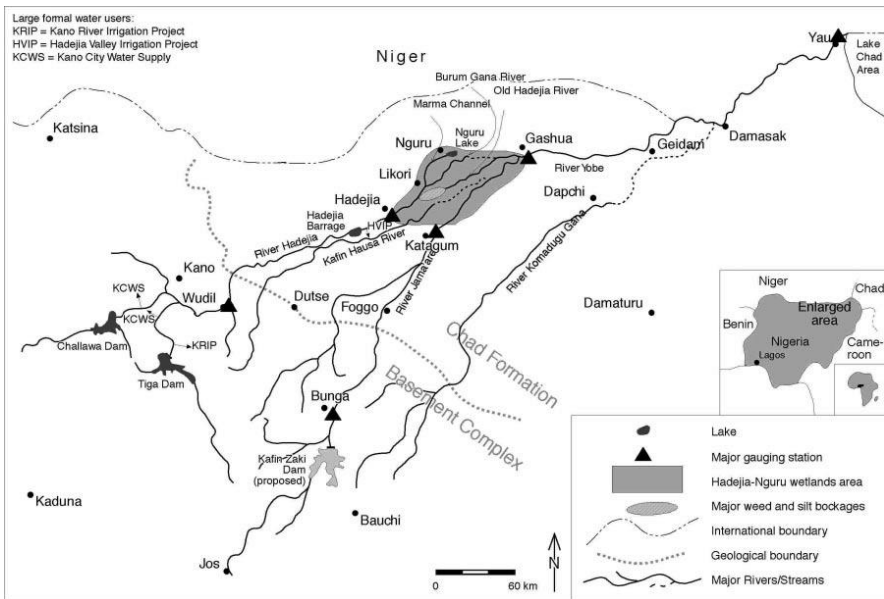 Large formal water users:
KRIP = Kano River Irrigation Project
HVIP = Hadejia Valley Irrigation Project
KCWS = Kano City Water Supply
Niger
Yau
Lake
Chad
Area
Burum Gana River
Old Hadejia River
Marma Channel
Katsina
Nguru
Nguru
Lake
Gashua
Geidam
Damasak
River Yobe
Likori
Dapchi
Hadejia
Hadejia
Barrage
HVIP
River Hadejia
Kafin Hausa River
Katagum
River Jama'are
River Komadugu Gana
Kano
KCWS
Wudil
KCWS
Dutse
Foggo
Damaturu
KRIP
Challawa Dam
Tiga Dam
Chad Formation
Basement Complex
Bunga
Kafin Zaki
Dam
(proposed)
Kaduna
Bauchi
Jos
N
0
60 km
Niger
Chad
Enlarged
area
Benin
Nigeria
Lagos
Came-
roon
Lake
Major gauging station
Hadejia-Nguru wetlands area
Major weed and silt bockages
International boundary
Geological boundary
Major Rivers/Streams